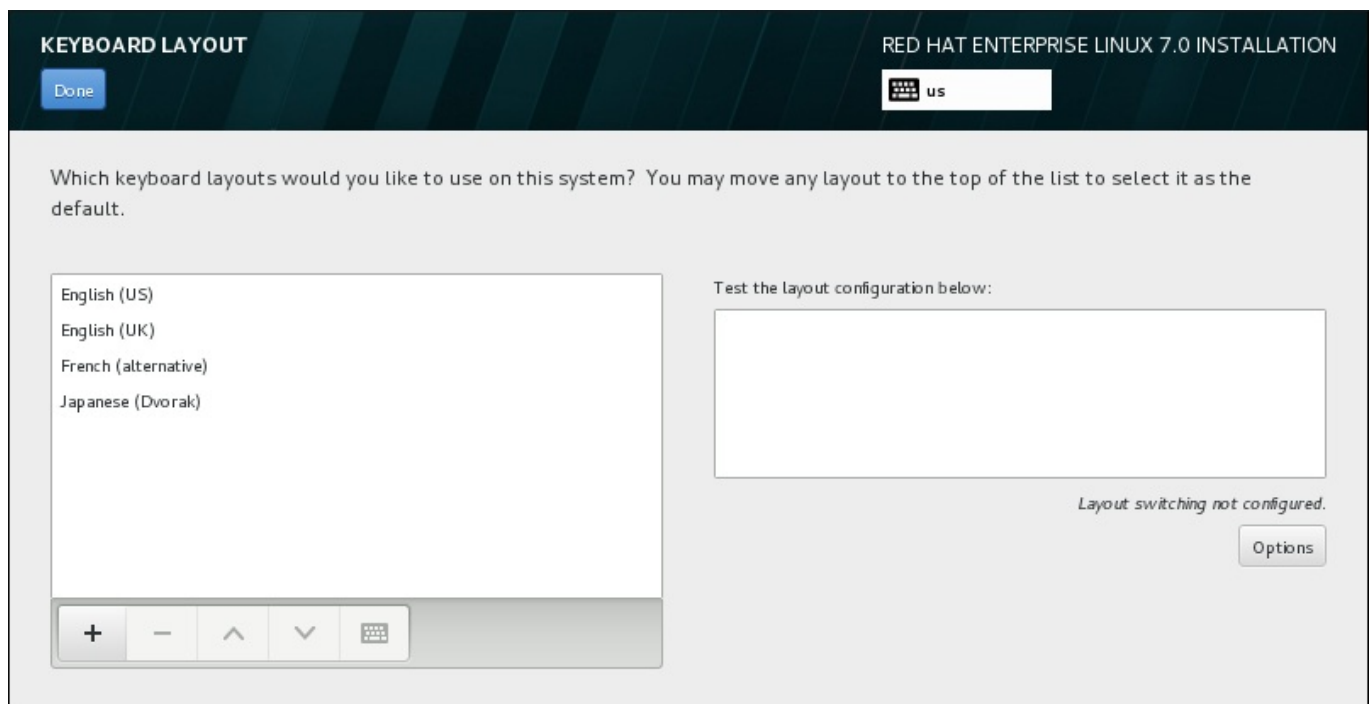 KEYBOARD LAYOUT
RED HAT ENTERPRISE LINUX 7.0 INSTALLATION
Done
us
Which keyboard layouts would you like to use on this system? You may move any layout to the top of the list to select it as the
default.
English (US)
English (UK)
French (alternative)
Japanese (Dvorak)
Test the layout configuration below:
Layout switching not configured.
Options